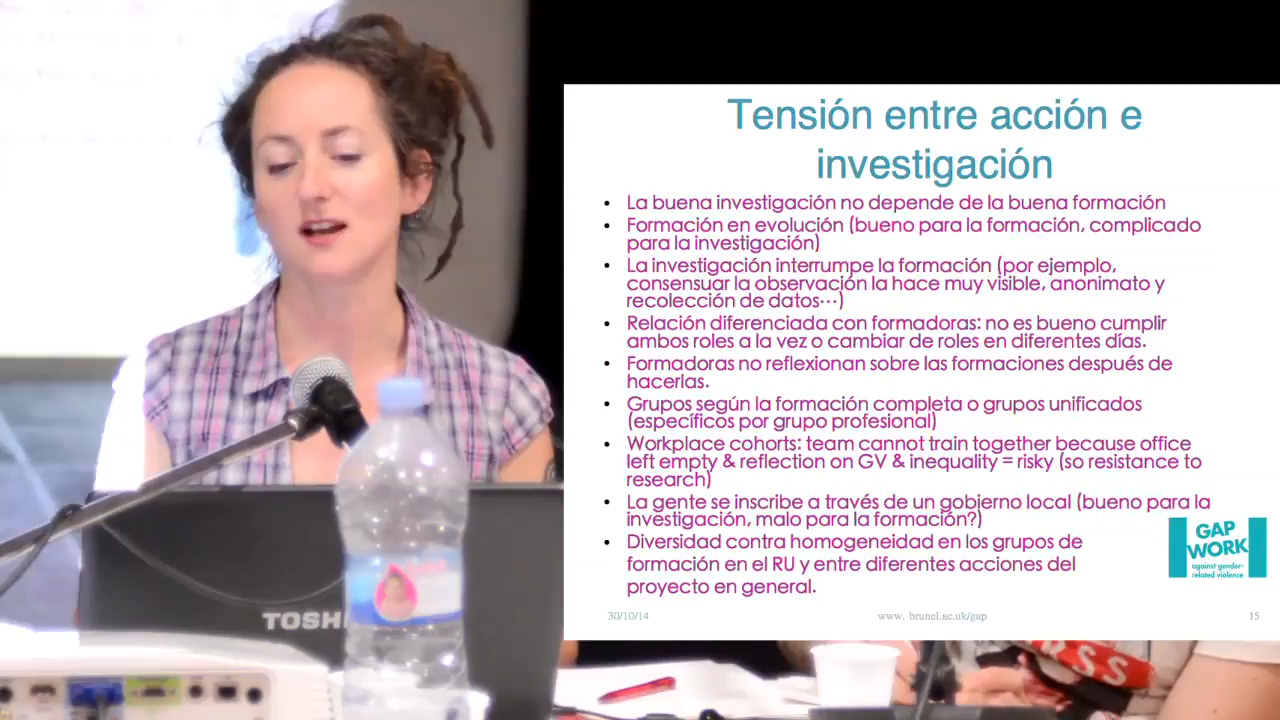 Tensión entre acción e
investigación
• La buena investigación no depende de la buena formación
• Formación en evolución (bueno para la formación, complicado
para la investigación)
• La investigación interrumpe la formación (por ejemplo,
consensuar la observación la hace muy visible, anonimato y
recolección de datos…)
• Relación diferenciada con formadoras: no es bueno cumplir
ambos roles a la vez o cambiar de roles en diferentes días.
• Formadoras no reflexionan sobre las formaciones después de
hacerlas.
• Grupos según la formación completa o grupos unificados
(específicos por grupo profesional)
• Workplace cohorts: team cannot train together because office
left empty & reflection on GV & inequality = risky (so resistance to
research)
• La gente se inscribe a través de un gobierno local (bueno para la
investigación, malo para la formación?)
• Diversidad contra homogeneidad en los grupos de
formación en el RU y entre diferentes acciones del
proyecto en general.
GAP
WORK
against gender-
related violence
30/10/14
www. brunel.ac.uk/gap
15
TOSHI